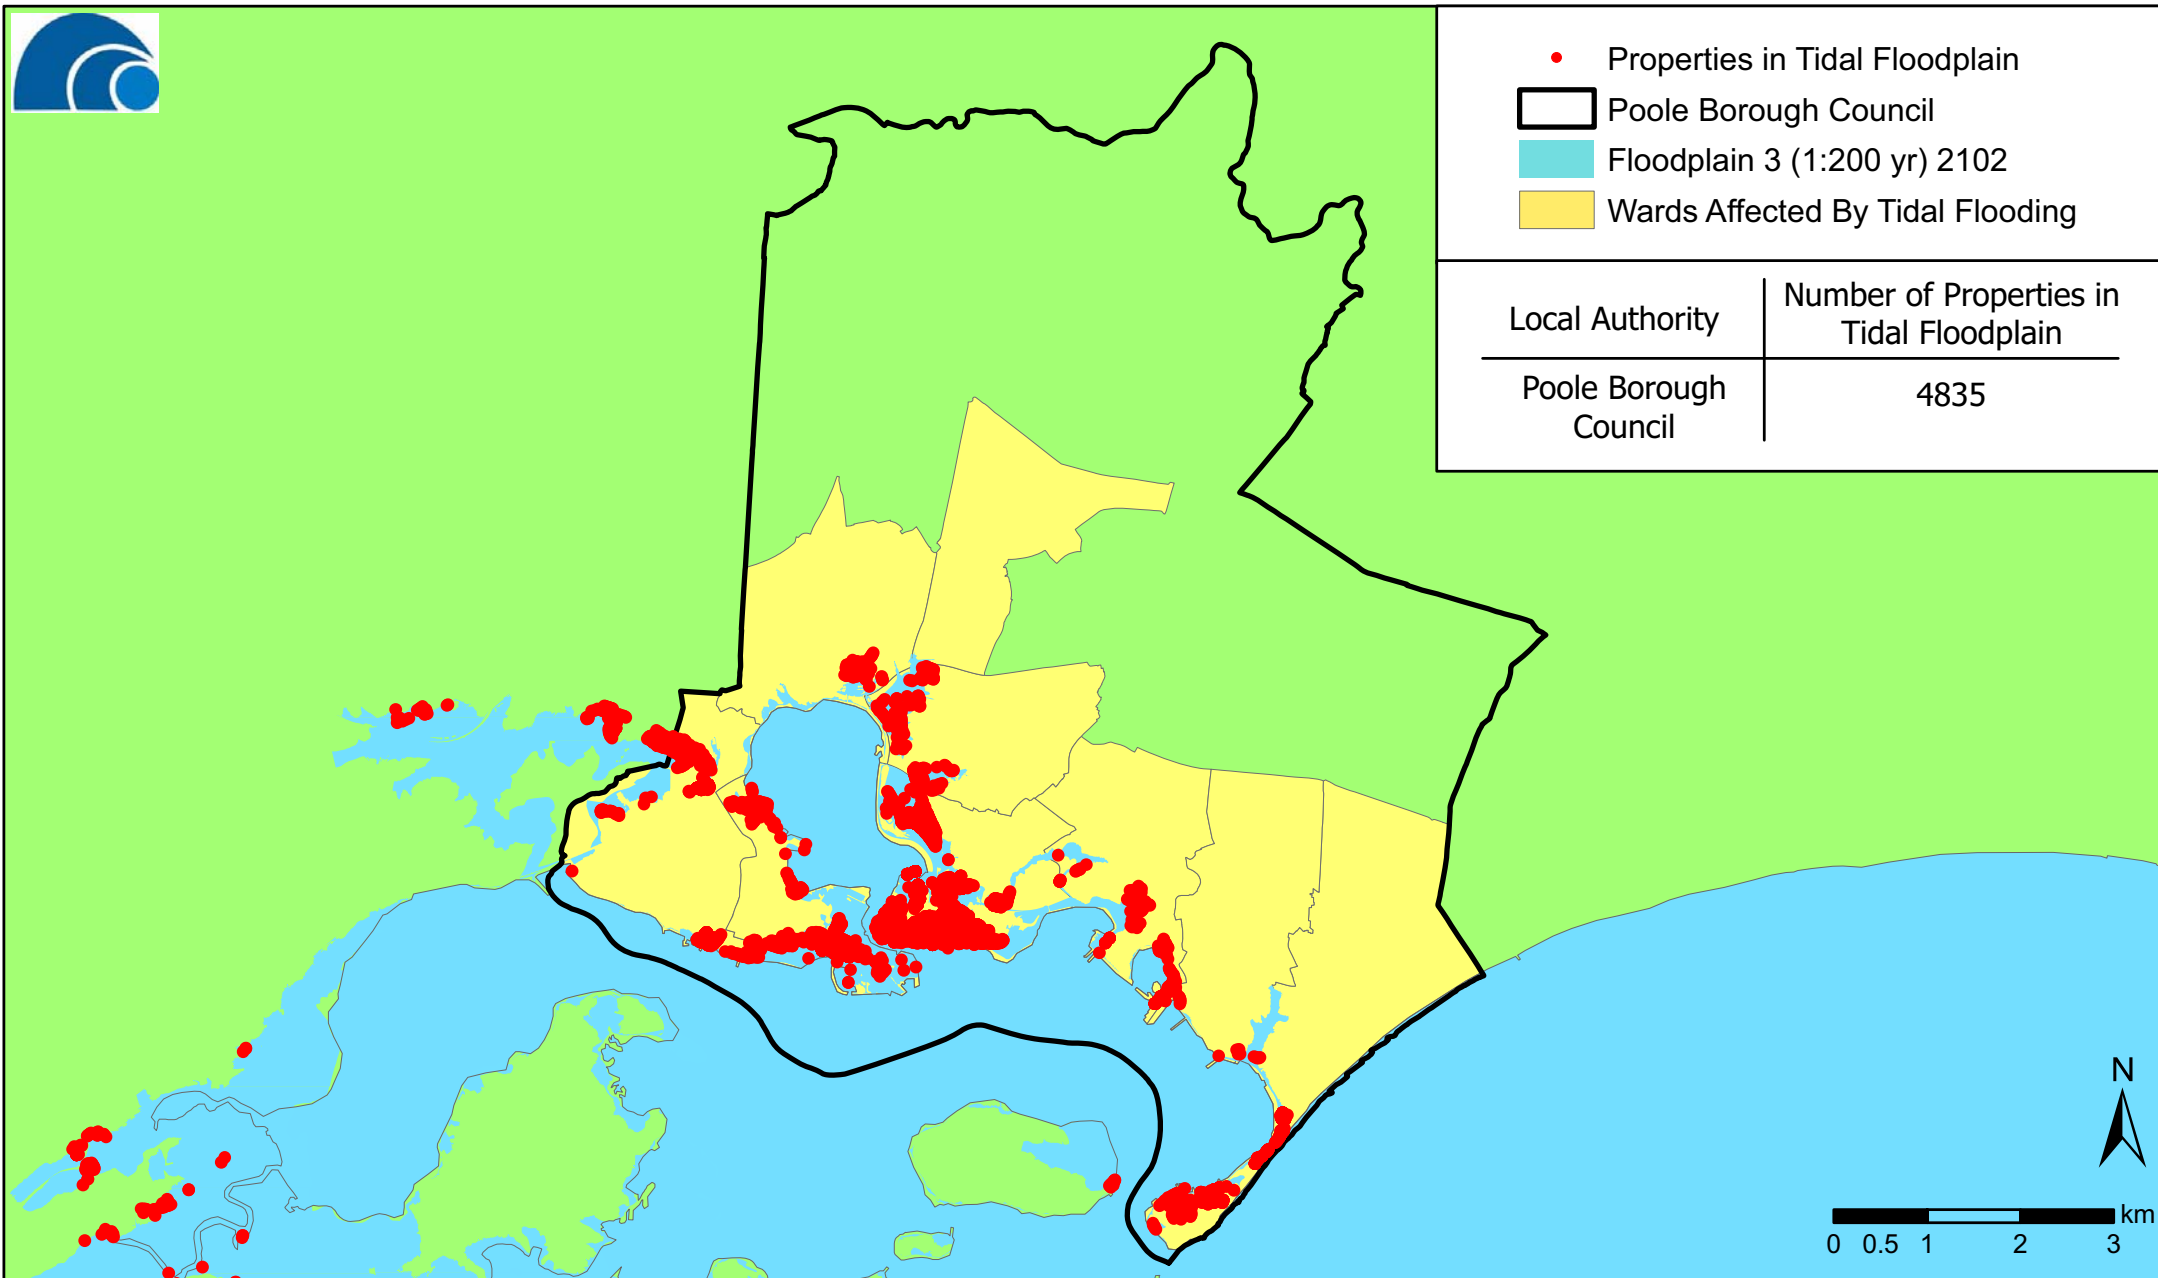 Properties in Tidal Floodplain
Poole Borough Council
Floodplain 3 (1:200 yr) 2102
Wards Affected By Tidal Flooding
Local Authority
Number of Properties in
Tidal Floodplain
Poole Borough
Council
4835
N
km
0 0.5 1 2 3